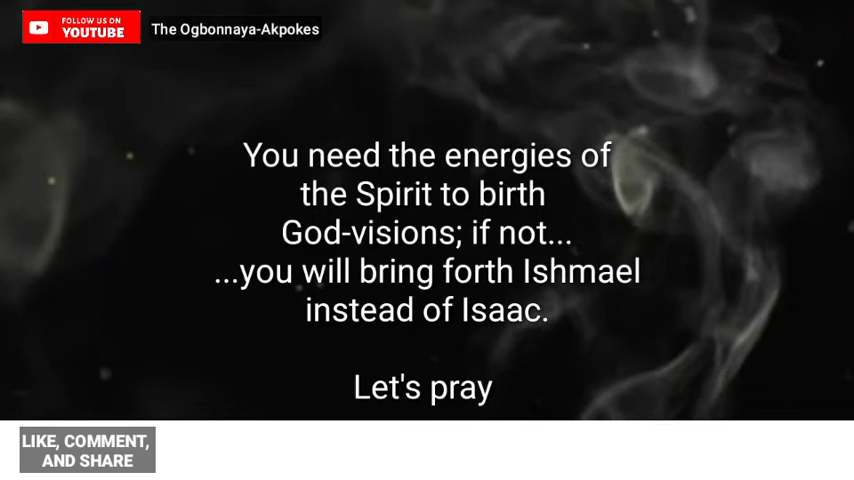 FOLLOW US ON
YOUTUBE
The Ogbonnaya-Akpokes
You need the energies of
the Spirit to birth
God-visions; if not...
...you will bring forth Ishmael
instead of Isaac.
Let's pray
LIKE, COMMENT,
AND SHARE